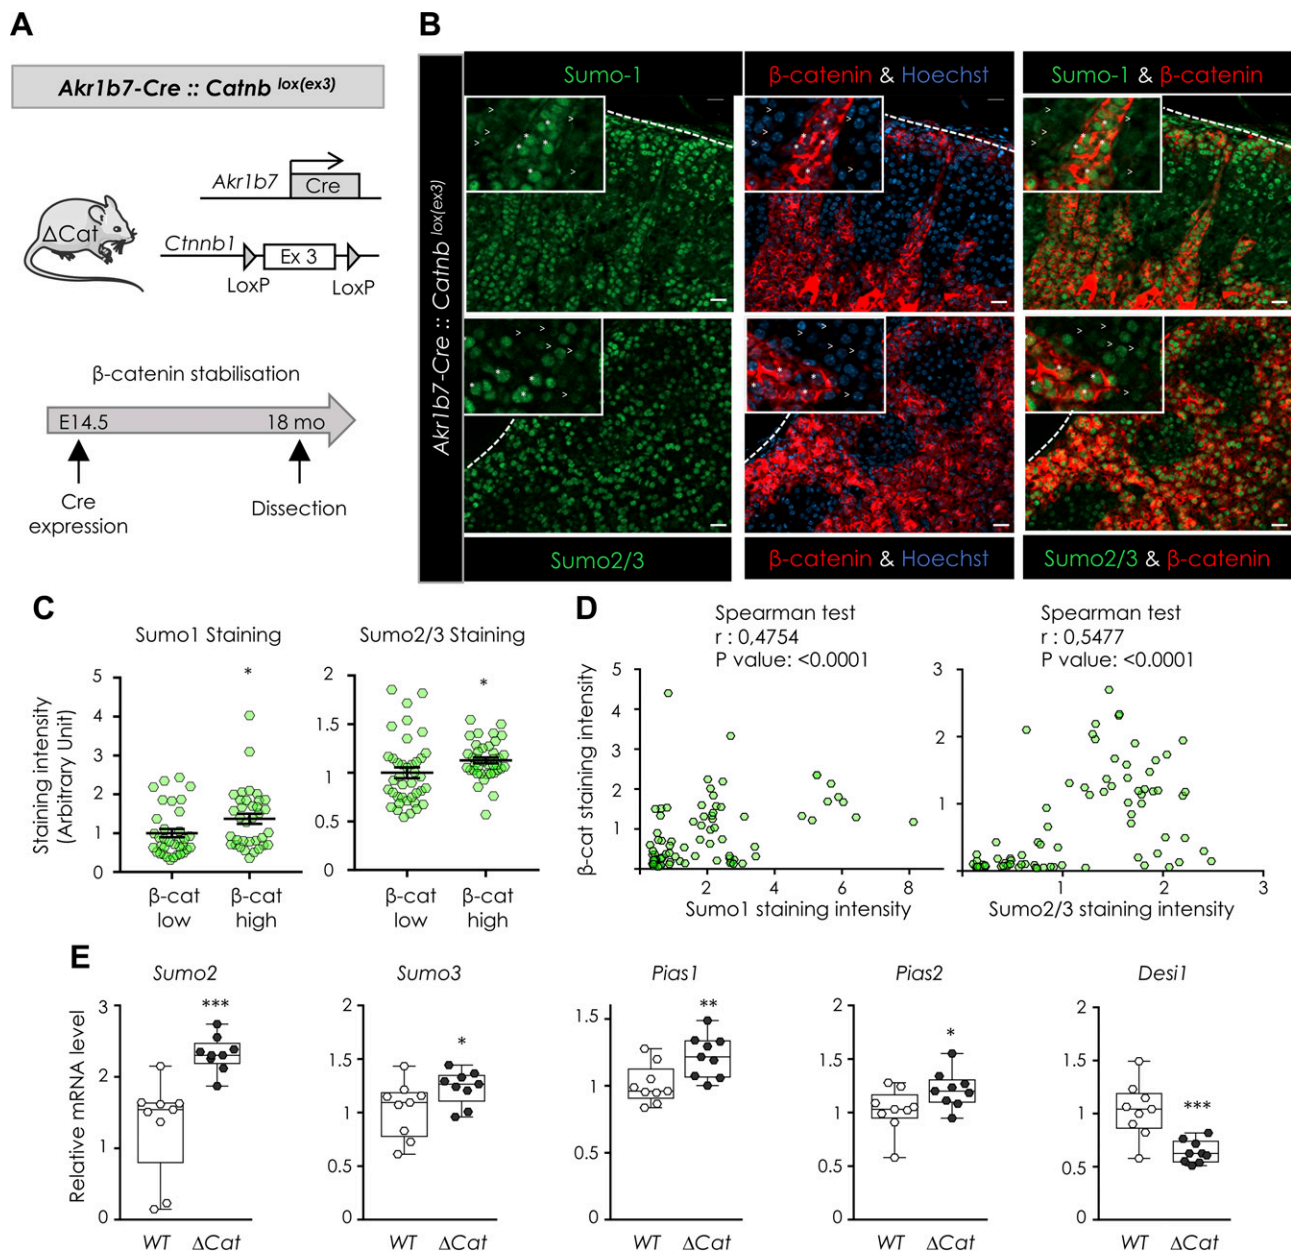 A
Akr1b7-Cre :: Catnb lox(ex3)
Akr1b7
Cre
ΔCat
Ctnnb1
Ex 3
LoxP
LoxP
β-catenin stabilisation
E14.5
18 mo
Cre
expression
Dissection
B
Akr1b7-Cre :: Catnb lox(ex3)
Sumo-1
β-catenin & Hoechst
Sumo-1 & β-catenin
Sumo2/3
β-catenin & Hoechst
Sumo2/3 & β-catenin
C
Sumo1 Staining
Sumo2/3 Staining
Staining intensity
(Arbitrary Unit)
5
4
3
2
1
0
*
β-cat
low
β-cat
high
2
1.5
1
0.5
0
*
β-cat
low
β-cat
high
D
Spearman test
r : 0,4754
P value: <0.0001
β-cat staining intensity
5
4
3
2
1
2
4
6
8
Sumo1 staining intensity
Spearman test
r : 0,5477
P value: <0.0001
3
2
1
1
2
3
Sumo2/3 staining intensity
E
Relative mRNA level
Sumo2
***
3
2
1
0
WT
ΔCat
Sumo3
*
2
1.5
1
0.5
0
WT
ΔCat
Pias1
**
1.5
1
0.5
0
WT
ΔCat
Pias2
*
2
1.5
1
0.5
0
WT
ΔCat
Desi1
***
2
1.5
1
0.5
0
WT
ΔCat